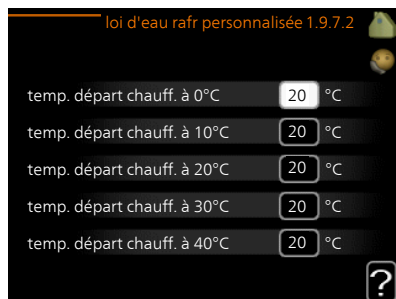 loi d'eau rafr personnalisée 1.9.7.2
temp. départ chauff. à 0°C 20 °C
temp. départ chauff. à 10°C 20 °C
temp. départ chauff. à 20°C 20 °C
temp. départ chauff. à 30°C 20 °C
temp. départ chauff. à 40°C 20 °C
?